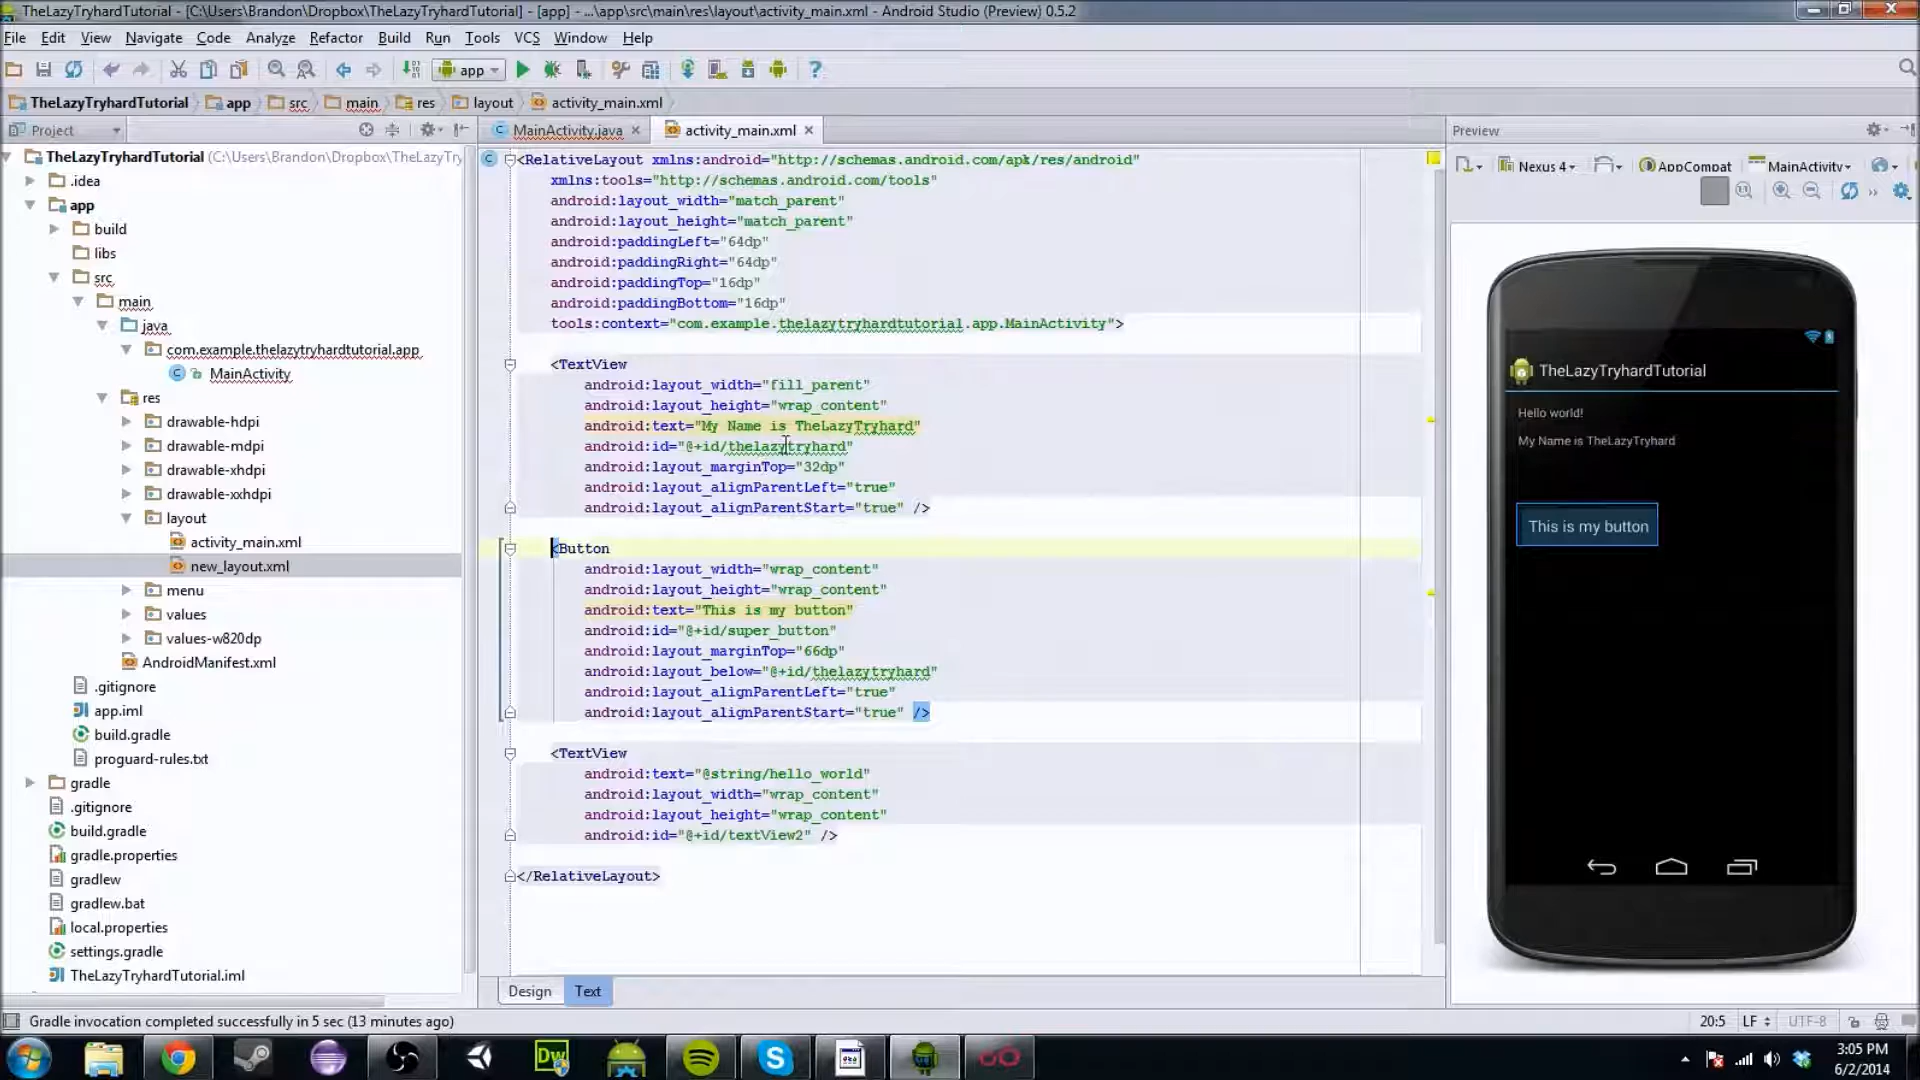 TheLazyTryhardTutorial - [C:\Users\Brandon\Dropbox\TheLazyTryhardTutorial] - [app] - ...\app\src\main\res\layout\activity_main.xml - Android Studio (Preview) 0.5.2
File Edit View Navigate Code Analyze Refactor Build Run Tools VCS Window Help
app
TheLazyTryhardTutorial app src main res layout activity_main.xml
Project
MainActivity.java activity_main.xml
Preview
TheLazyTryhardTutorial (C:\Users\Brandon\Dropbox\TheLazyTry
.idea
app
build
libs
src
main
java
com.example.thelazytryhardtutorial.app
MainActivity
res
drawable-hdpi
drawable-mdpi
drawable-xhdpi
drawable-xxhdpi
layout
activity_main.xml
new_layout.xml
menu
values
values-w820dp
AndroidManifest.xml
.gitignore
app.iml
build.gradle
proguard-rules.txt
gradle
.gitignore
build.gradle
gradle.properties
gradlew
gradlew.bat
local.properties
settings.gradle
TheLazyTryhardTutorial.iml
<RelativeLayout xmlns:android="http://schemas.android.com/apk/res/android"
xmlns:tools="http://schemas.android.com/tools"
android:layout_width="match_parent"
android:layout_height="match_parent"
android:paddingLeft="64dp"
android:paddingRight="64dp"
android:paddingTop="16dp"
android:paddingBottom="16dp"
tools:context="com.example.thelazytryhardtutorial.app.MainActivity">
<TextView
android:layout_width="fill_parent"
android:layout_height="wrap_content"
android:text="My Name is TheLazyTryhard"
android:id="@+id/thelazytryhard"
android:layout_marginTop="32dp"
android:layout_alignParentLeft="true"
android:layout_alignParentStart="true" />
<Button
android:layout_width="wrap_content"
android:layout_height="wrap_content"
android:text="This is my button"
android:id="@+id/super_button"
android:layout_marginTop="66dp"
android:layout_below="@+id/thelazytryhard"
android:layout_alignParentLeft="true"
android:layout_alignParentStart="true" />
<TextView
android:text="@string/hello_world"
android:layout_width="wrap_content"
android:layout_height="wrap_content"
android:id="@+id/textView2" />
</RelativeLayout>
Design Text
Nexus 4 AppCompat MainActivity
TheLazyTryhardTutorial
Hello world!
My Name is TheLazyTryhard
This is my button
Gradle invocation completed successfully in 5 sec (13 minutes ago)
20:5 LF UTF-8
Dw
3:05 PM
6/2/2014